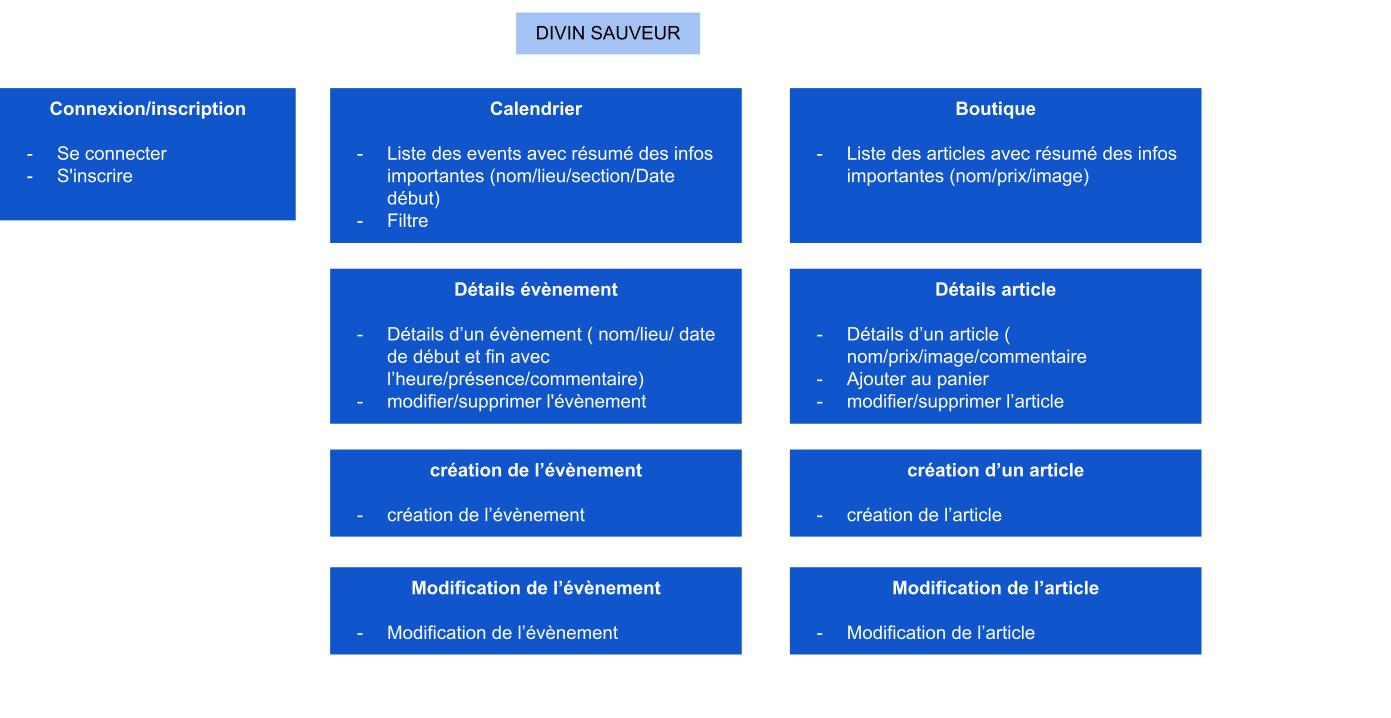 DIVIN SAUVEUR
Connexion/inscription
- Se connecter
- S'inscrire
Calendrier
- Liste des events avec résumé des infos
importantes (nom/lieu/section/Date
début)
- Filtre
Boutique
- Liste des articles avec résumé des infos
importantes (nom/prix/image)
Détails évènement
- Détails d’un évènement ( nom/lieu/ date
de début et fin avec
l’heure/présence/commentaire)
- modifier/supprimer l'évènement
Détails article
- Détails d’un article (
nom/prix/image/commentaire
- Ajouter au panier
- modifier/supprimer l’article
création de l’évènement
- création de l’évènement
création d’un article
- création de l’article
Modification de l’évènement
- Modification de l’évènement
Modification de l’article
- Modification de l’article